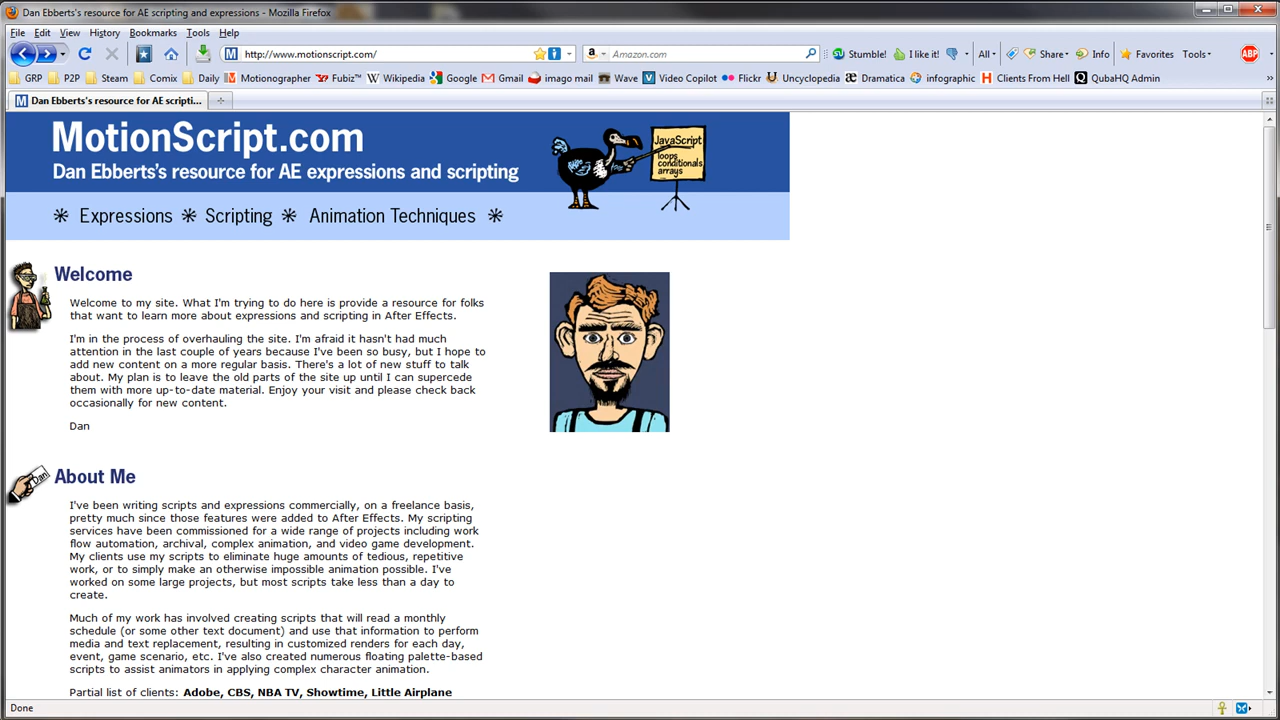 Dan Ebberts's resource for AE scripting and expressions - Mozilla Firefox
File Edit View History Bookmarks Tools Help
http://www.motionscript.com/ Amazon.com Stumble! I like it! All Share Info Favorites Tools ABP
GRP P2P Steam Comix Daily Motionographer Fubiz™ Wikipedia Google Gmail imago mail Wave Video Copilot Flickr Uncyclopedia Dramatica infographic Clients From Hell QubaHQ Admin
Dan Ebberts's resource for AE scripti...
MotionScript.com
Dan Ebberts's resource for AE expressions and scripting
JavaScript
loops
conditionals
arrays
Expressions Scripting Animation Techniques
Welcome
Welcome to my site. What I'm trying to do here is provide a resource for folks
that want to learn more about expressions and scripting in After Effects.
I'm in the process of overhauling the site. I'm afraid it hasn't had much
attention in the last couple of years because I've been so busy, but I hope to
add new content on a more regular basis. There's a lot of new stuff to talk
about. My plan is to leave the old parts of the site up until I can supercede
them with more up-to-date material. Enjoy your visit and please check back
occasionally for new content.
Dan
Dan
About Me
I've been writing scripts and expressions commercially, on a freelance basis,
pretty much since those features were added to After Effects. My scripting
services have been commissioned for a wide range of projects including work
flow automation, archival, complex animation, and video game development.
My clients use my scripts to eliminate huge amounts of tedious, repetitive
work, or to simply make an otherwise impossible animation possible. I've
worked on some large projects, but most scripts take less than a day to
create.
Much of my work has involved creating scripts that will read a monthly
schedule (or some other text document) and use that information to perform
media and text replacement, resulting in customized renders for each day,
event, game scenario, etc. I've also created numerous floating palette-based
scripts to assist animators in applying complex character animation.
Partial list of clients: Adobe, CBS, NBA TV, Showtime, Little Airplane
Done